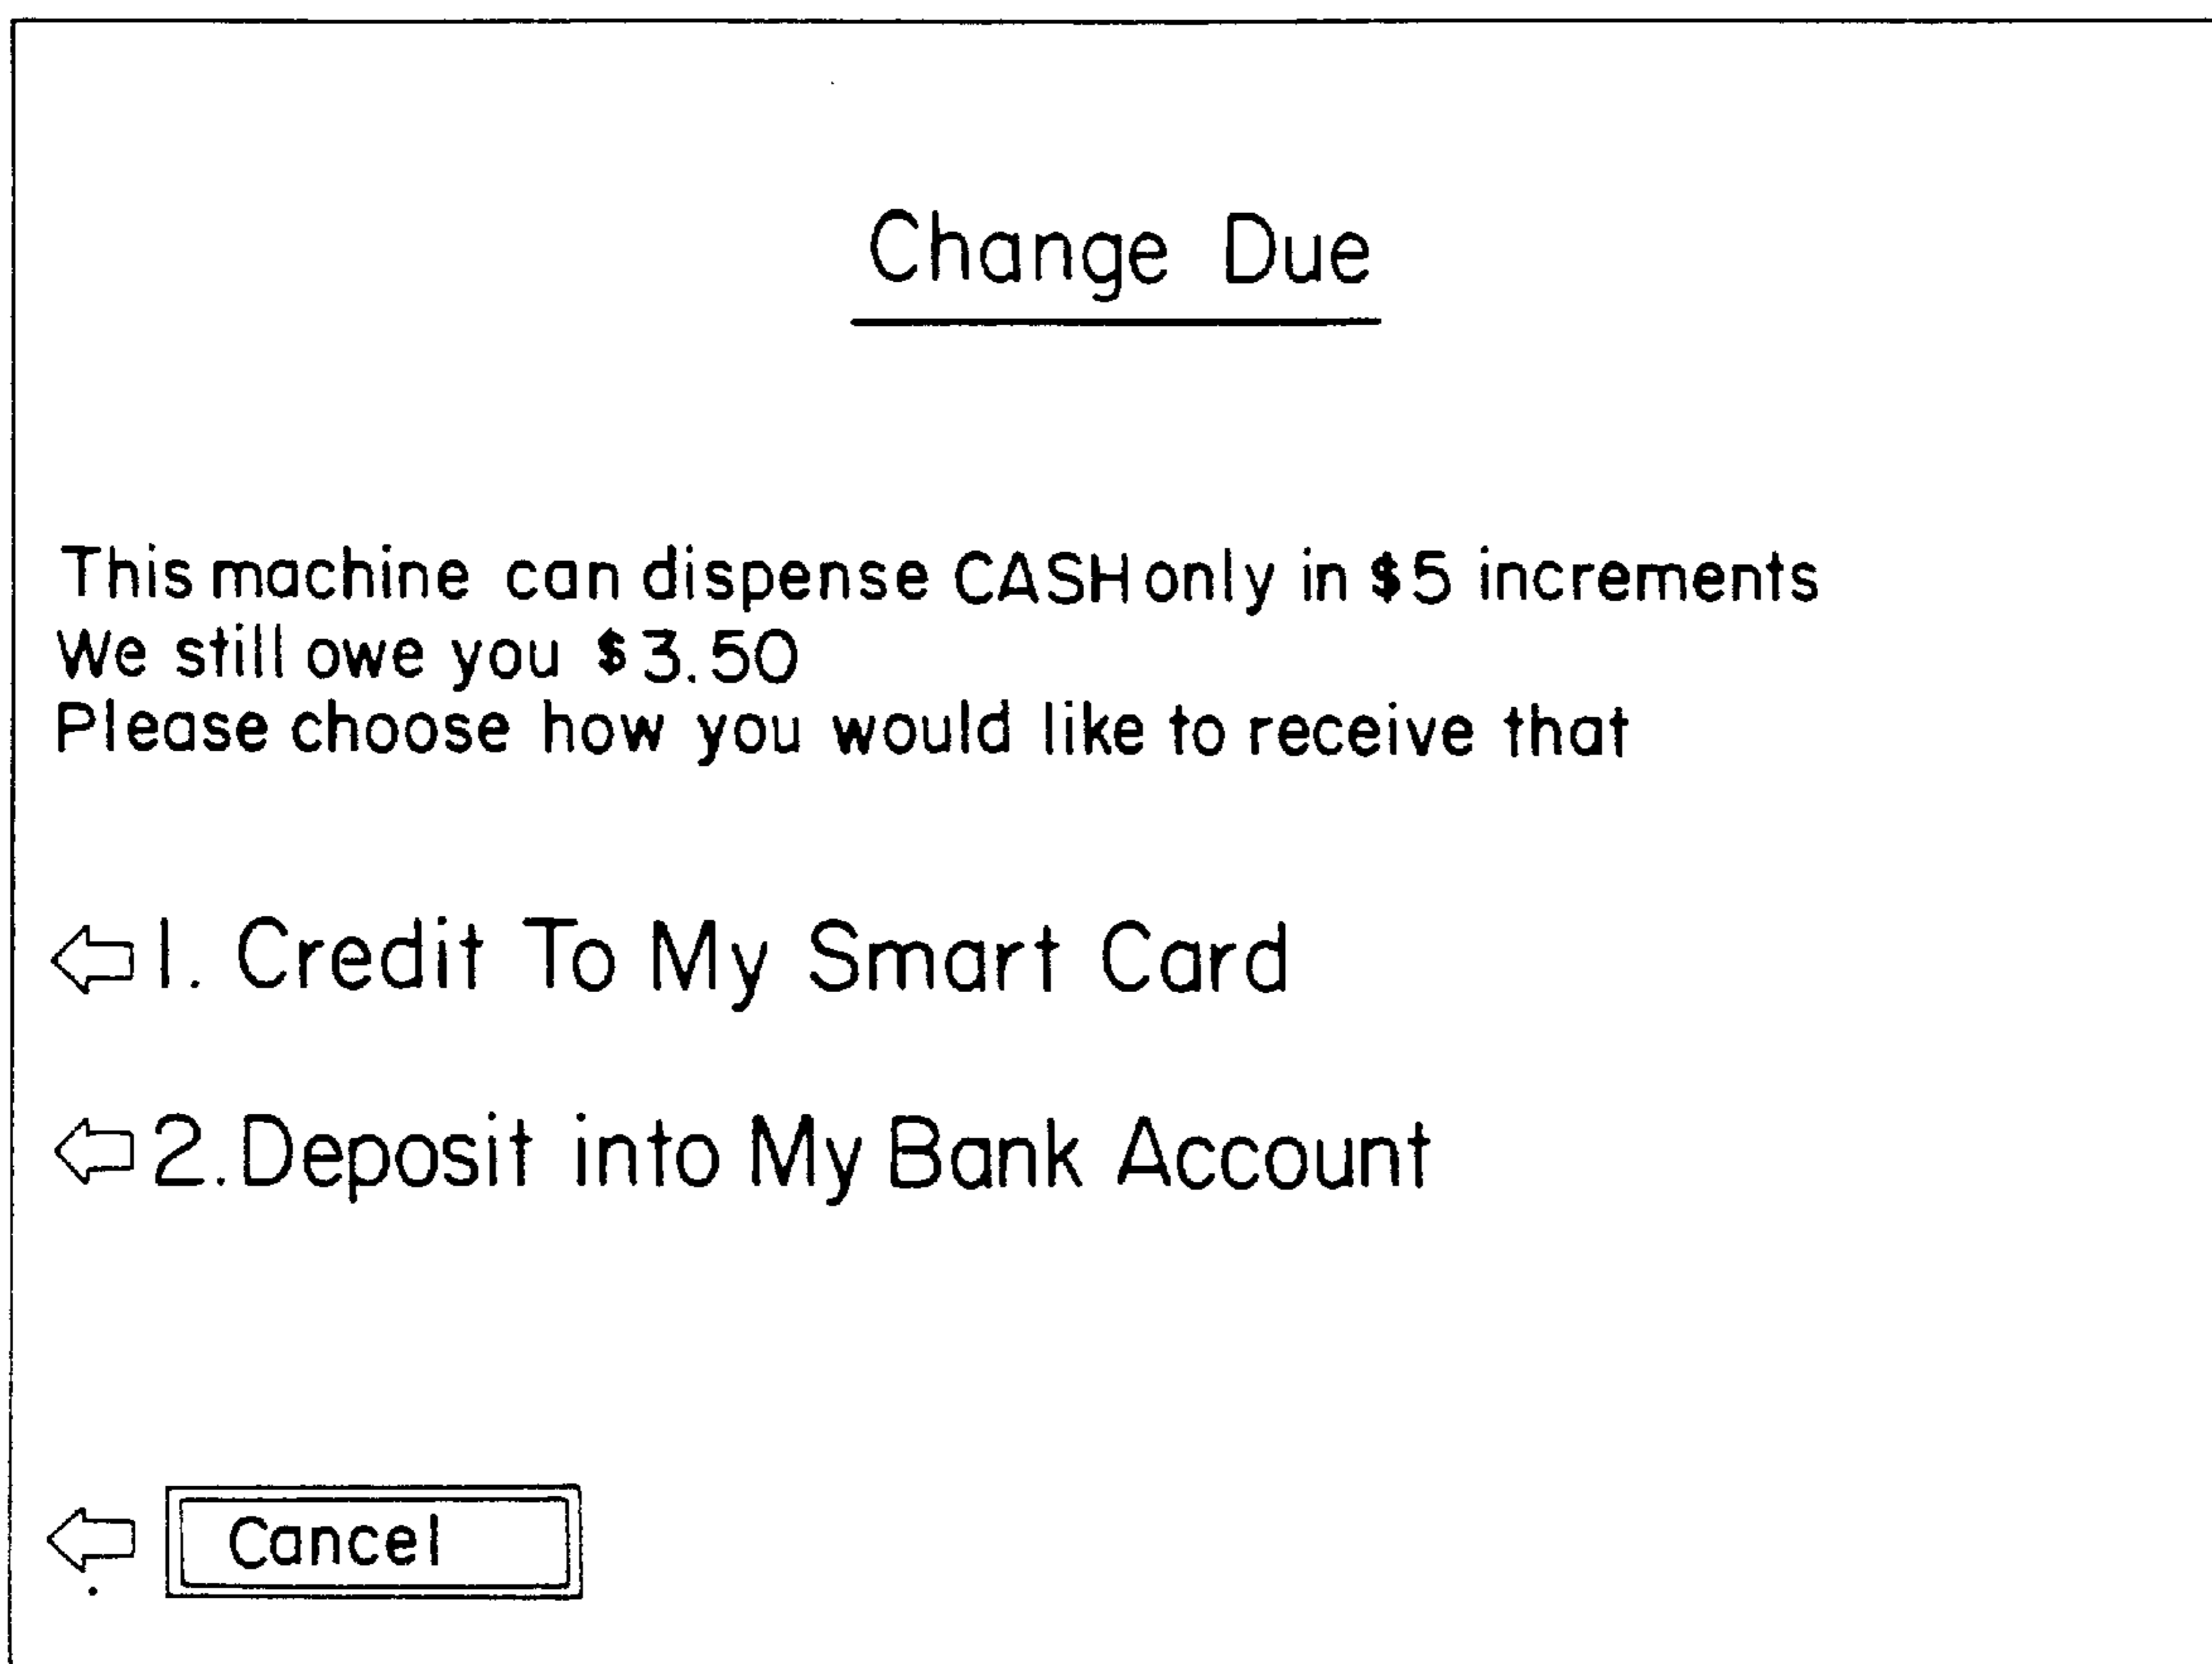 Change Due
This machine can dispense CASH only in $5 increments
We still owe you $3.50
Please choose how you would like to receive that
1. Credit To My Smart Card
2. Deposit into My Bank Account
Cancel